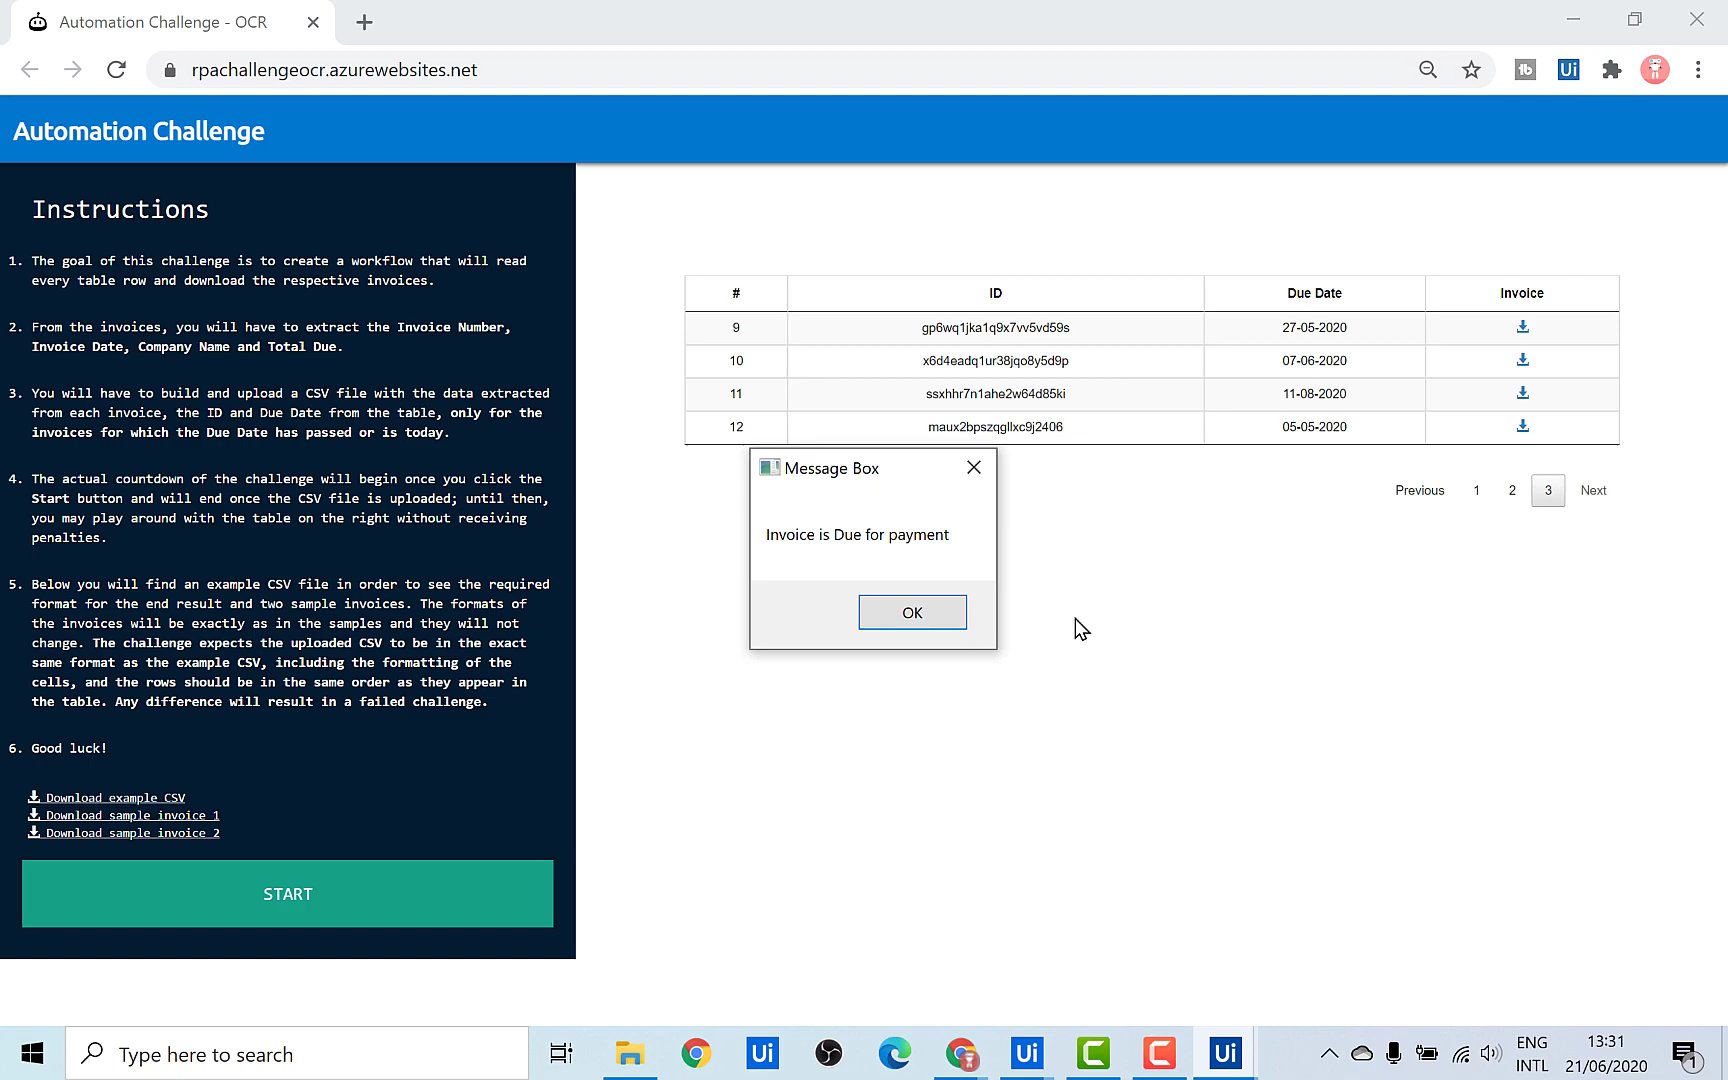 Automation Challenge - OCR
rpachallengeocr.azurewebsites.net
Automation Challenge
Instructions
1. The goal of this challenge is to create a workflow that will read
every table row and download the respective invoices.
2. From the invoices, you will have to extract the Invoice Number,
Invoice Date, Company Name and Total Due.
3. You will have to build and upload a CSV file with the data extracted
from each invoice, the ID and Due Date from the table, only for the
invoices for which the Due Date has passed or is today.
4. The actual countdown of the challenge will begin once you click the
Start button and will end once the CSV file is uploaded; until then,
you may play around with the table on the right without receiving
penalties.
5. Below you will find an example CSV file in order to see the required
format for the end result and two sample invoices. The formats of
the invoices will be exactly as in the samples and they will not
change. The challenge expects the uploaded CSV to be in the exact
same format as the example CSV, including the formatting of the
cells, and the rows should be in the same order as they appear in
the table. Any difference will result in a failed challenge.
6. Good luck!
Download example CSV
Download sample invoice 1
Download sample invoice 2
START
# ID Due Date Invoice
9 gp6wq1jka1q9x7vv5vd59s 27-05-2020
10 x6d4eadq1ur38jqo8y5d9p 07-06-2020
11 ssxhhr7n1ahe2w64d85ki 11-08-2020
12 maux2bpszqgllxc9j2406 05-05-2020
Previous 1 2 3 Next
Message Box
Invoice is Due for payment
OK
Type here to search
ENG
INTL
13:31
21/06/2020
1
Ui
Ui
Ui
Ui